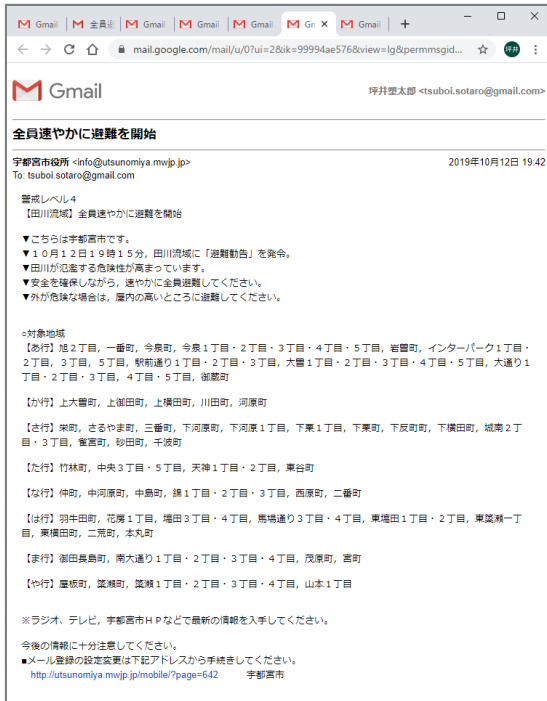 Gmail 全員速 Gmail Gmail Gmail Gm Gmail
mail.google.com/mail/u/0?ui=2&ik=99994ae576&view=lg&permmsgid...
坪井
Gmail
坪井塑太郎 <tsuboi.sotaro@gmail.com>
全員速やかに避難を開始
宇都宮市役所 <info@utsunomiya.mwjp.jp> 2019年10月12日 19:42
To: tsuboi.sotaro@gmail.com
警戒レベル4
【田川流域】全員速やかに避難を開始
▼こちらは宇都宮市です。
▼10月12日19時15分,田川流域に「避難勧告」を発令。
▼田川が氾濫する危険性が高まっています。
▼安全を確保しながら,速やかに全員避難してください。
▼外が危険な場合は,屋内の高いところに避難してください。
○対象地域
【あ行】旭2丁目,一番町,今泉町,今泉1丁目・2丁目・3丁目・4丁目・5丁目,岩曽町,インターパーク1丁目・
2丁目,3丁目,5丁目,駅前通り1丁目・2丁目・3丁目,大曽1丁目・2丁目・3丁目・4丁目・5丁目,大通り1
丁目・2丁目・3丁目,4丁目・5丁目,御蔵町
【か行】上大曽町,上御田町,上横田町,川田町,河原町
【さ行】栄町,さるやま町,三番町,下河原町,下河原1丁目,下栗1丁目,下栗町,下反町町,下横田町,城南2丁
目・3丁目,雀宮町,砂田町,千波町
【た行】竹林町,中央3丁目・5丁目,天神1丁目・2丁目,東谷町
【な行】仲町,中河原町,中島町,錦1丁目・2丁目・3丁目,西原町,二番町
【は行】羽牛田町,花房1丁目,塙田3丁目・4丁目,馬場通り3丁目・4丁目,東塙田1丁目・2丁目,東簗瀬一丁
目,東横田町,二荒町,本丸町
【ま行】御田長島町,南大通り1丁目・2丁目・3丁目・4丁目,茂原町,宮町
【や行】屋板町,簗瀬町,簗瀬1丁目・2丁目・3丁目・4丁目,山本1丁目
※ラジオ、テレビ,宇都宮市HPなどで最新の情報を入手してください。
今後の情報に十分注意してください。
■メール登録の設定変更は下記アドレスから手続きしてください。
http://utsunomiya.mwjp.jp/mobile/?page=642 宇都宮市